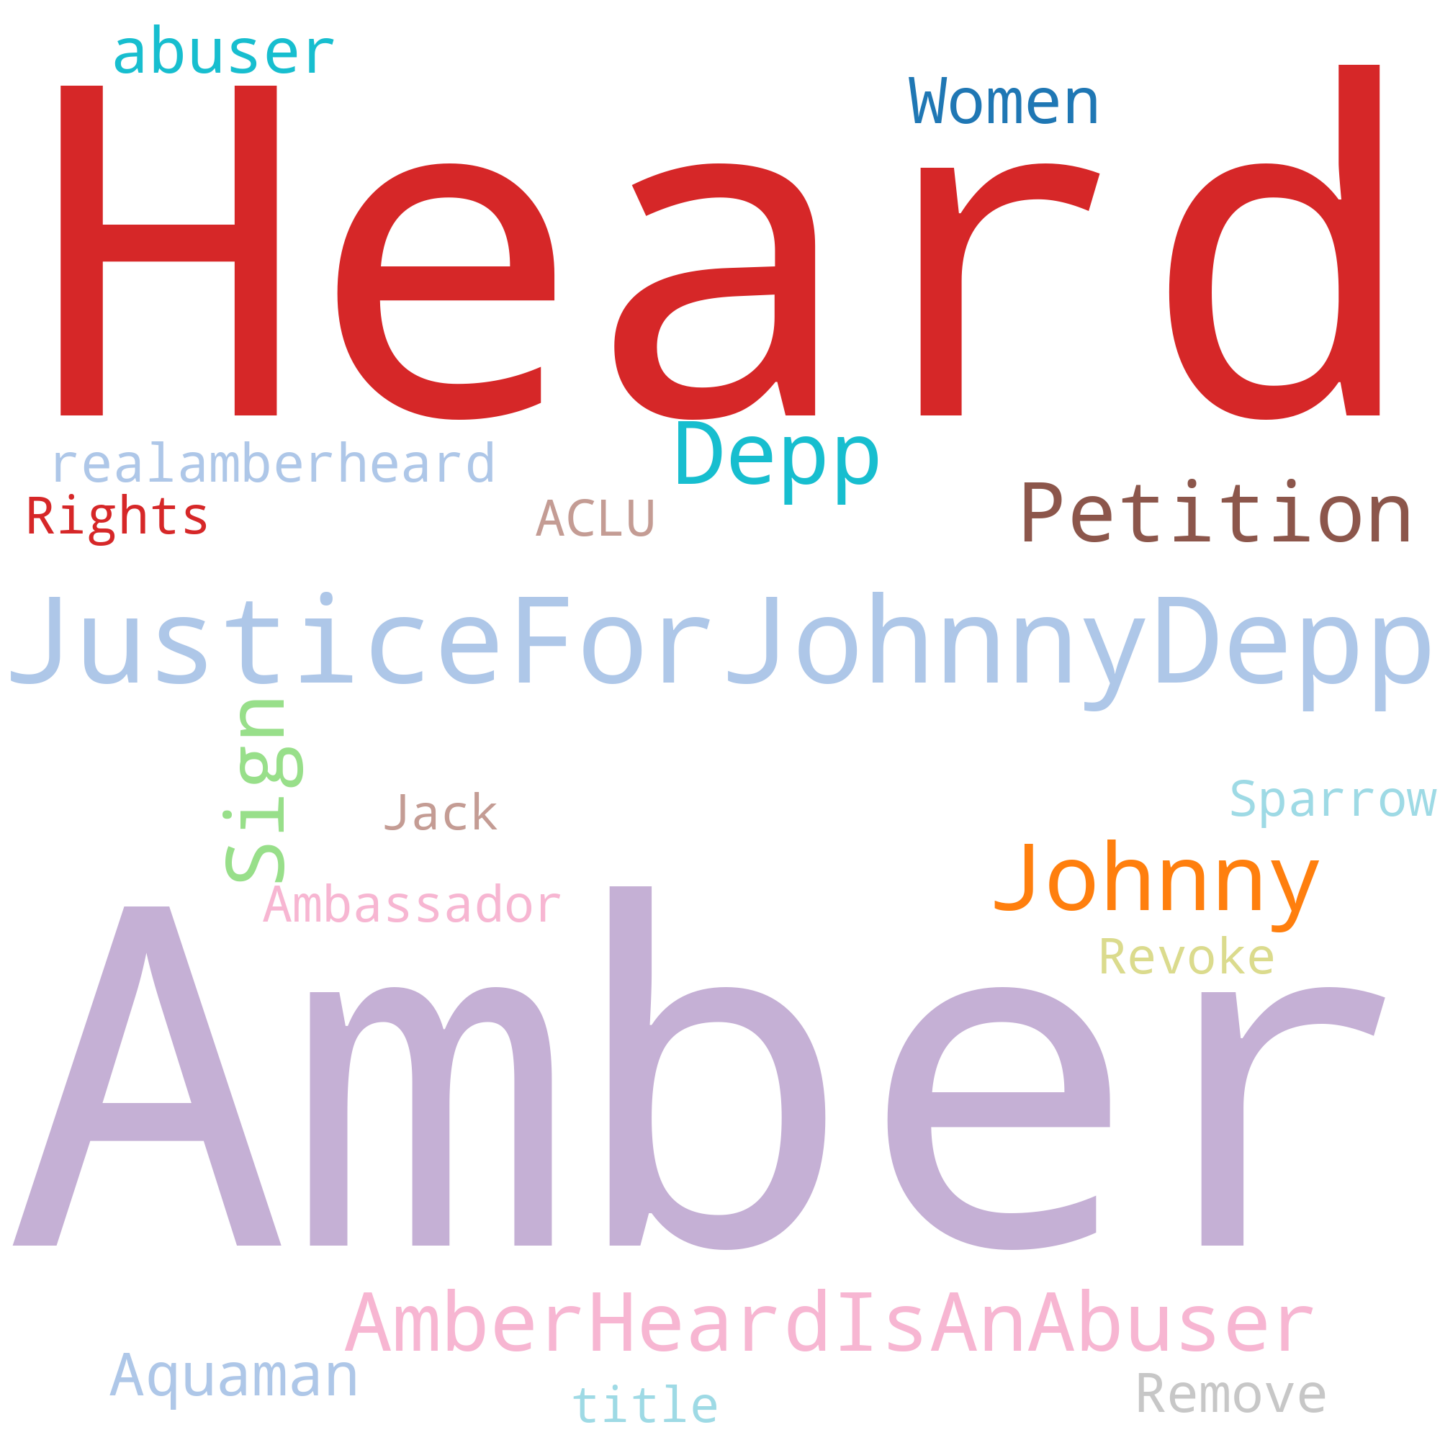 abuser
Women
Heard
Depp
realamberheard
Petition
Rights
ACLU
JusticeForJohnnyDepp
Sign
Jack
Sparrow
Johnny
Ambassador
Revoke
Amber
AmberHeardIsAnAbuser
Aquaman
title
Remove